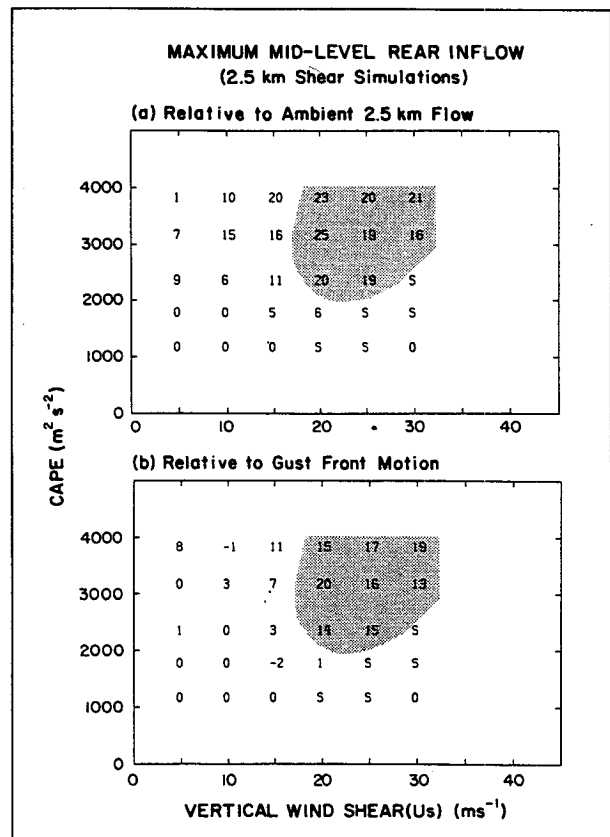 MAXIMUM MID-LEVEL REAR INFLOW
(2.5 km Shear Simulations)
(a) Relative to Ambient 2.5 km Flow
4000
3000
2000
1000
0
1 10 20 23 20 21
7 15 16 25 19 16
9 6 11 20 19 S
0 0 5 6 S S
0 0 0 S S 0
0 10 20 30 40
CAPE (m² s⁻²)
(b) Relative to Gust Front Motion
4000
3000
2000
1000
0
8 -1 11 15 17 19
0 3 7 20 16 13
1 0 3 14 15 S
0 0 -2 1 S S
0 0 0 S S 0
0 10 20 30 40
VERTICAL WIND SHEAR(Us) (ms⁻¹)